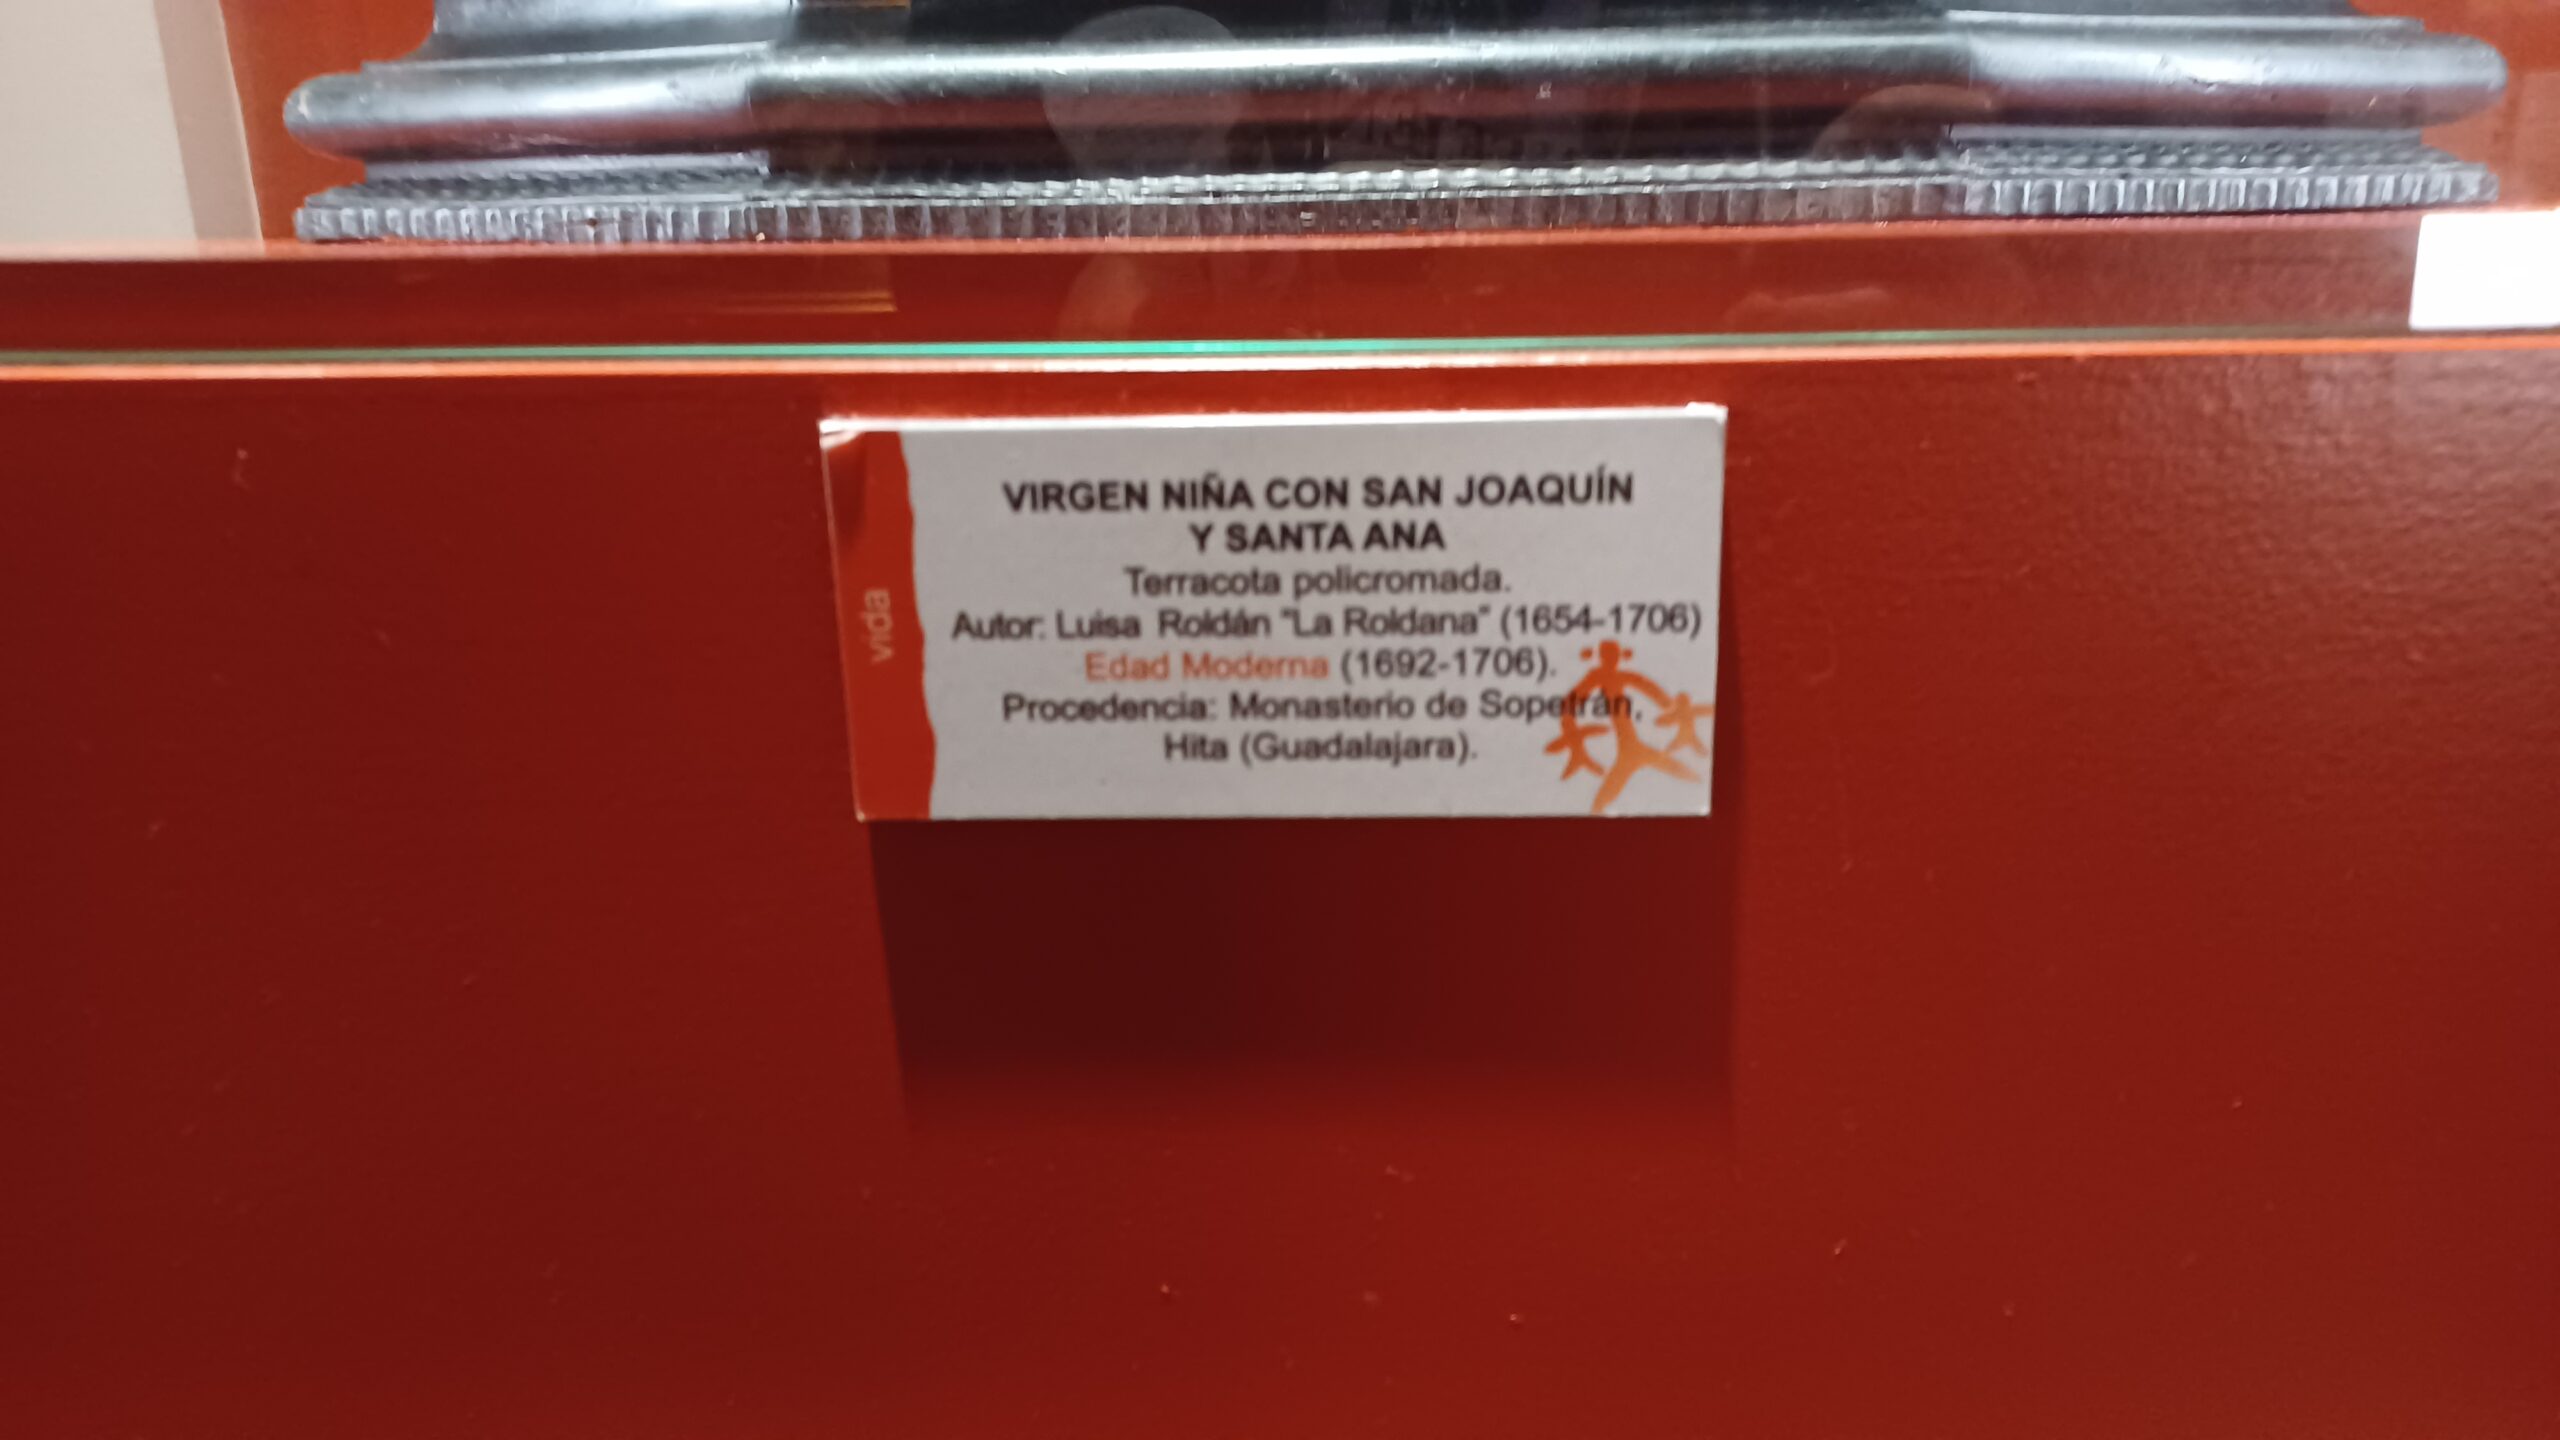 VIRGEN NIÑA CON SAN JOAQUÍN
Y SANTA ANA
Terracota policromada.
Autor: Luisa Roldán "La Roldana" (1654-1706)
Edad Moderna (1692-1706).
Procedencia: Monasterio de Sopetrán,
Hita (Guadalajara).
vida